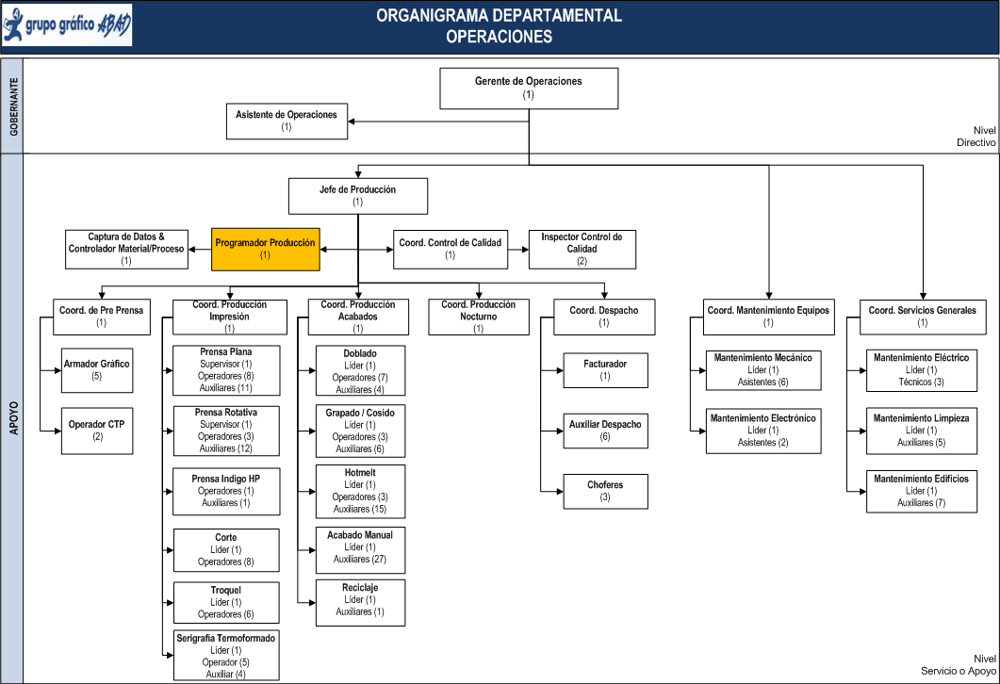 grupo gráfico ABAD
ORGANIGRAMA DEPARTAMENTAL
OPERACIONES
GOBERNANTE
Gerente de Operaciones
(1)
Asistente de Operaciones
(1)
Nivel
Directivo
APOYO
Jefe de Producción
(1)
Captura de Datos &
Controlador Material/Proceso
(1)
Programador Producción
(1)
Coord. Control de Calidad
(1)
Inspector Control de
Calidad
(2)
Coord. de Pre Prensa
(1)
Armador Gráfico
(5)
Operador CTP
(2)
Coord. Producción
Impresión
(1)
Prensa Plana
Supervisor (1)
Operadores (8)
Auxiliares (11)
Prensa Rotativa
Supervisor (1)
Operadores (3)
Auxiliares (12)
Prensa Indigo HP
Operadores (1)
Auxiliares (1)
Corte
Líder (1)
Operadores (8)
Troquel
Líder (1)
Operadores (6)
Serigrafía Termoformado
Líder (1)
Operador (5)
Auxiliar (4)
Coord. Producción
Acabados
(1)
Doblado
Líder (1)
Operadores (7)
Auxiliares (4)
Grapado / Cosido
Líder (1)
Operadores (3)
Auxiliares (6)
Hotmelt
Líder (1)
Operadores (3)
Auxiliares (15)
Acabado Manual
Líder (1)
Auxiliares (27)
Reciclaje
Líder (1)
Auxiliares (1)
Coord. Producción
Nocturno
(1)
Coord. Despacho
(1)
Facturador
(1)
Auxiliar Despacho
(6)
Choferes
(3)
Coord. Mantenimiento Equipos
(1)
Mantenimiento Mecánico
Líder (1)
Asistentes (6)
Mantenimiento Electrónico
Líder (1)
Asistentes (2)
Coord. Servicios Generales
(1)
Mantenimiento Eléctrico
Líder (1)
Técnicos (3)
Mantenimiento Limpieza
Líder (1)
Auxiliares (5)
Mantenimiento Edificios
Líder (1)
Auxiliares (7)
Nivel
Servicio o Apoyo